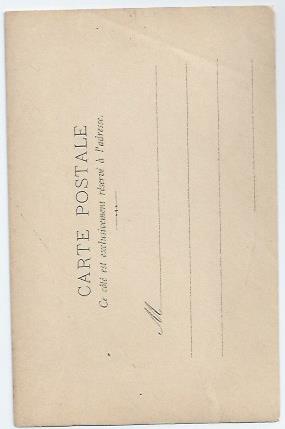 CARTE POSTALE
Ce côté est exclusivement réservé à l'adresse.
M